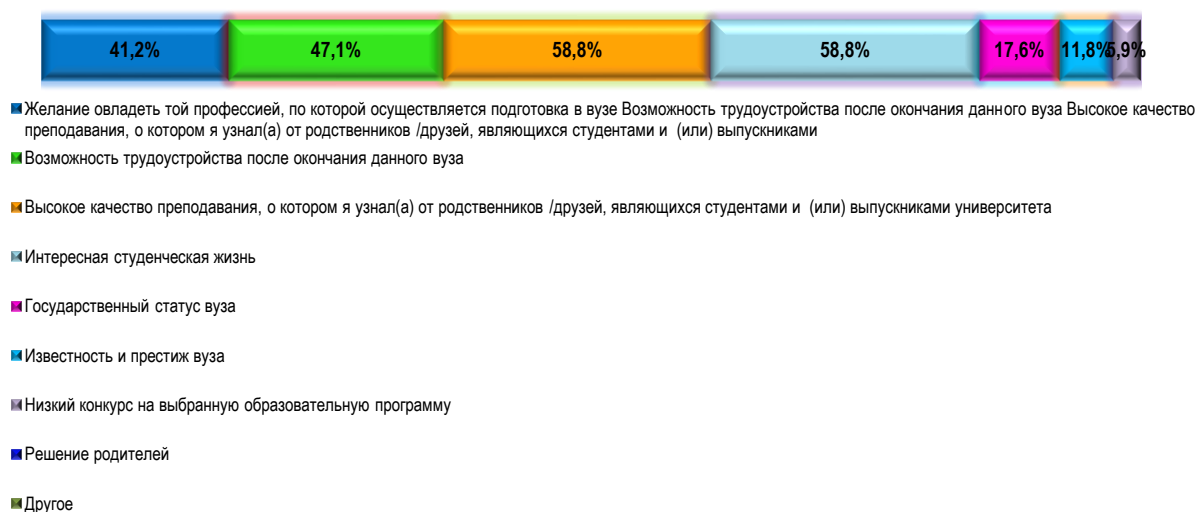 41,2% 47,1% 58,8% 58,8% 17,6% 11,8% 5,9%
Желание овладеть той профессией, по которой осуществляется подготовка в вузе Возможность трудоустройства после окончания данного вуза Высокое качество
преподавания, о котором я узнал(а) от родственников /друзей, являющихся студентами и (или) выпускниками
Возможность трудоустройства после окончания данного вуза
Высокое качество преподавания, о котором я узнал(а) от родственников /друзей, являющихся студентами и (или) выпускниками университета
Интересная студенческая жизнь
Государственный статус вуза
Известность и престиж вуза
Низкий конкурс на выбранную образовательную программу
Решение родителей
Другое